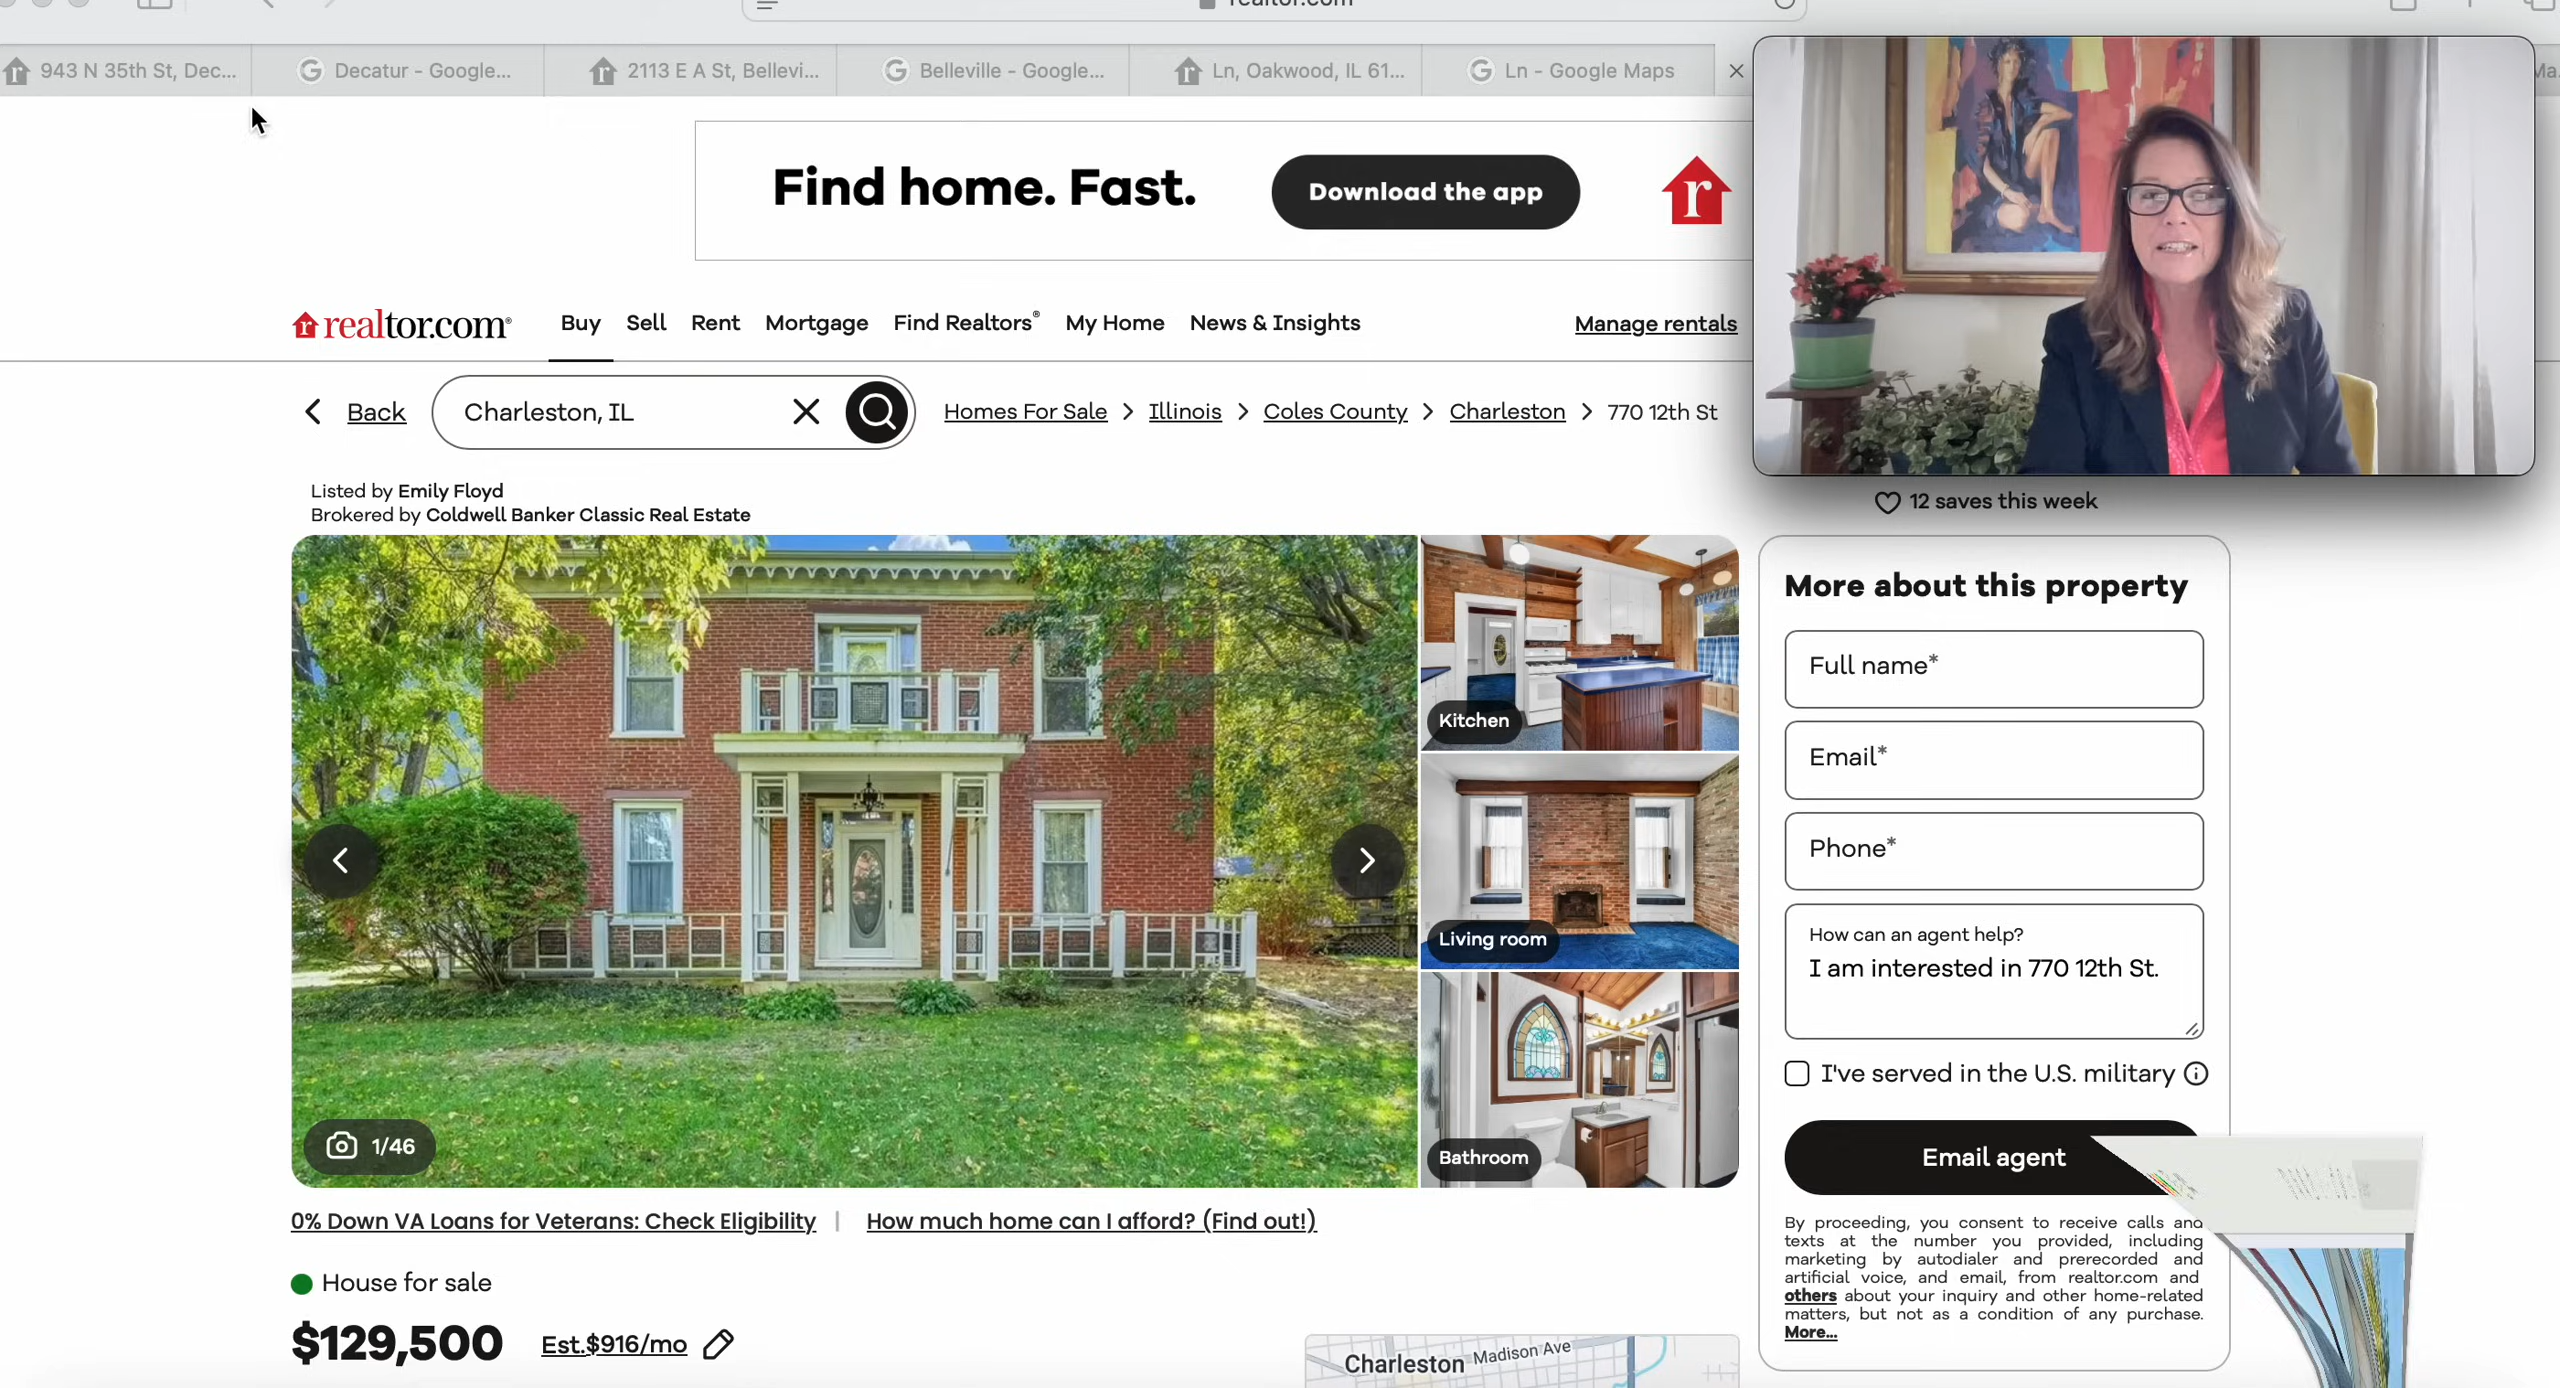 realtor.com
943 N 35th St, Dec...
Decatur - Google...
2113 E A St, Bellevi...
Belleville - Google...
Ln, Oakwood, IL 61...
Ln - Google Maps
Find home. Fast.
Download the app
r
realtor.com®
Buy
Sell
Rent
Mortgage
Find Realtors®
My Home
News & Insights
Manage rentals
Back
Charleston, IL
Homes For Sale > Illinois > Coles County > Charleston > 770 12th St
Listed by Emily Floyd
Brokered by Coldwell Banker Classic Real Estate
12 saves this week
Kitchen
Living room
Bathroom
1/46
More about this property
Full name*
Email*
Phone*
How can an agent help?
I am interested in 770 12th St.
I've served in the U.S. military
Email agent
By proceeding, you consent to receive calls and
texts at the number you provided, including
marketing by autodialer and prerecorded and
artificial voice, and email, from realtor.com and
others about your inquiry and other home-related
matters, but not as a condition of any purchase.
More...
0% Down VA Loans for Veterans: Check Eligibility | How much home can I afford? (Find out!)
House for sale
$129,500
Est.$916/mo
Charleston
Madison Ave